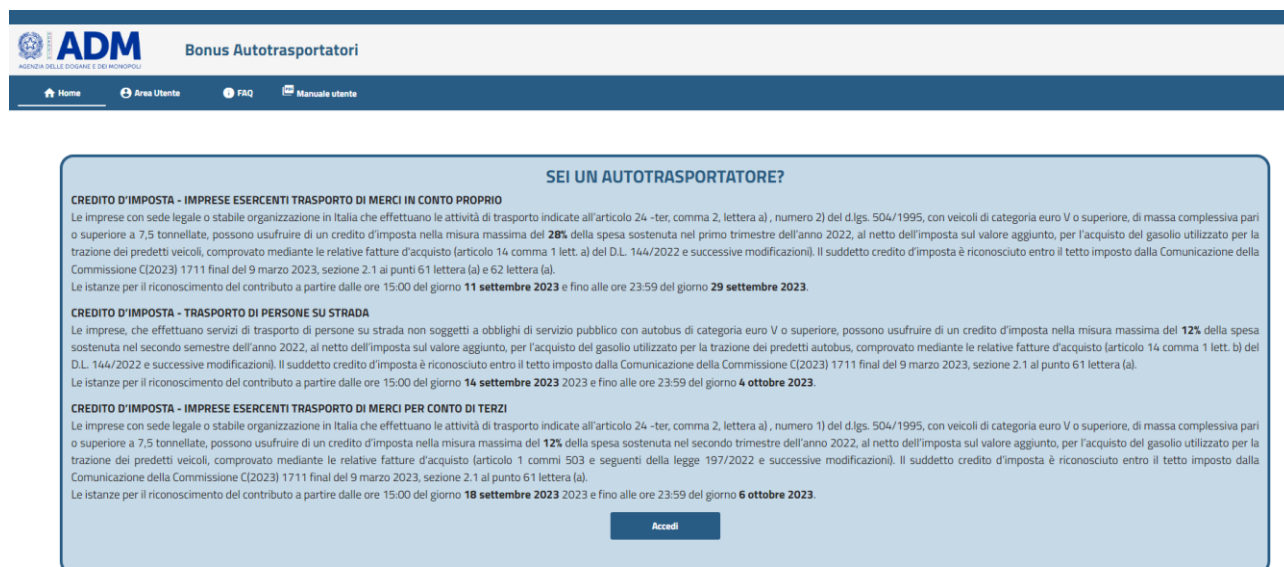 ADM
AGENZIA DELLE DOGANE E DEI MONOPOLI
Bonus Autotrasportatori
Home
Area Utente
FAQ
Manuale utente
SEI UN AUTOTRASPORTATORE?
CREDITO D'IMPOSTA - IMPRESE ESERCENTI TRASPORTO DI MERCI IN CONTO PROPRIO
Le imprese con sede legale o stabile organizzazione in Italia che effettuano le attività di trasporto indicate all'articolo 24 -ter, comma 2, lettera a) , numero 2) del d.lgs. 504/1995, con veicoli di categoria euro V o superiore, di massa complessiva pari
o superiore a 7,5 tonnellate, possono usufruire di un credito d'imposta nella misura massima del 28% della spesa sostenuta nel primo trimestre dell'anno 2022, al netto dell'imposta sul valore aggiunto, per l'acquisto del gasolio utilizzato per la
trazione dei predetti veicoli, comprovato mediante le relative fatture d'acquisto (articolo 14 comma 1 lett. a) del D.L. 144/2022 e successive modificazioni). Il suddetto credito d'imposta è riconosciuto entro il tetto imposto dalla Comunicazione della
Commissione C(2023) 1711 final del 9 marzo 2023, sezione 2.1 ai punti 61 lettera (a) e 62 lettera (a).
Le istanze per il riconoscimento del contributo a partire dalle ore 15:00 del giorno 11 settembre 2023 e fino alle ore 23:59 del giorno 29 settembre 2023.
CREDITO D'IMPOSTA - TRASPORTO DI PERSONE SU STRADA
Le imprese, che effettuano servizi di trasporto di persone su strada non soggetti a obblighi di servizio pubblico con autobus di categoria euro V o superiore, possono usufruire di un credito d'imposta nella misura massima del 12% della spesa
sostenuta nel secondo semestre dell'anno 2022, al netto dell'imposta sul valore aggiunto, per l'acquisto del gasolio utilizzato per la trazione dei predetti autobus, comprovato mediante le relative fatture d'acquisto (articolo 14 comma 1 lett. b) del
D.L. 144/2022 e successive modificazioni). Il suddetto credito d'imposta è riconosciuto entro il tetto imposto dalla Comunicazione della Commissione C(2023) 1711 final del 9 marzo 2023, sezione 2.1 al punto 61 lettera (a).
Le istanze per il riconoscimento del contributo a partire dalle ore 15:00 del giorno 14 settembre 2023 2023 e fino alle ore 23:59 del giorno 4 ottobre 2023.
CREDITO D'IMPOSTA - IMPRESE ESERCENTI TRASPORTO DI MERCI PER CONTO DI TERZI
Le imprese con sede legale o stabile organizzazione in Italia che effettuano le attività di trasporto indicate all'articolo 24 -ter, comma 2, lettera a) , numero 1) del d.lgs. 504/1995, con veicoli di categoria euro V o superiore, di massa complessiva pari
o superiore a 7,5 tonnellate, possono usufruire di un credito d'imposta nella misura massima del 12% della spesa sostenuta nel secondo trimestre dell'anno 2022, al netto dell'imposta sul valore aggiunto, per l'acquisto del gasolio utilizzato per la
trazione dei predetti veicoli, comprovato mediante le relative fatture d'acquisto (articolo 1 commi 503 e seguenti della legge 197/2022 e successive modificazioni). Il suddetto credito d'imposta è riconosciuto entro il tetto imposto dalla
Comunicazione della Commissione C(2023) 1711 final del 9 marzo 2023, sezione 2.1 al punto 61 lettera (a).
Le istanze per il riconoscimento del contributo a partire dalle ore 15:00 del giorno 18 settembre 2023 2023 e fino alle ore 23:59 del giorno 6 ottobre 2023.
Accedi